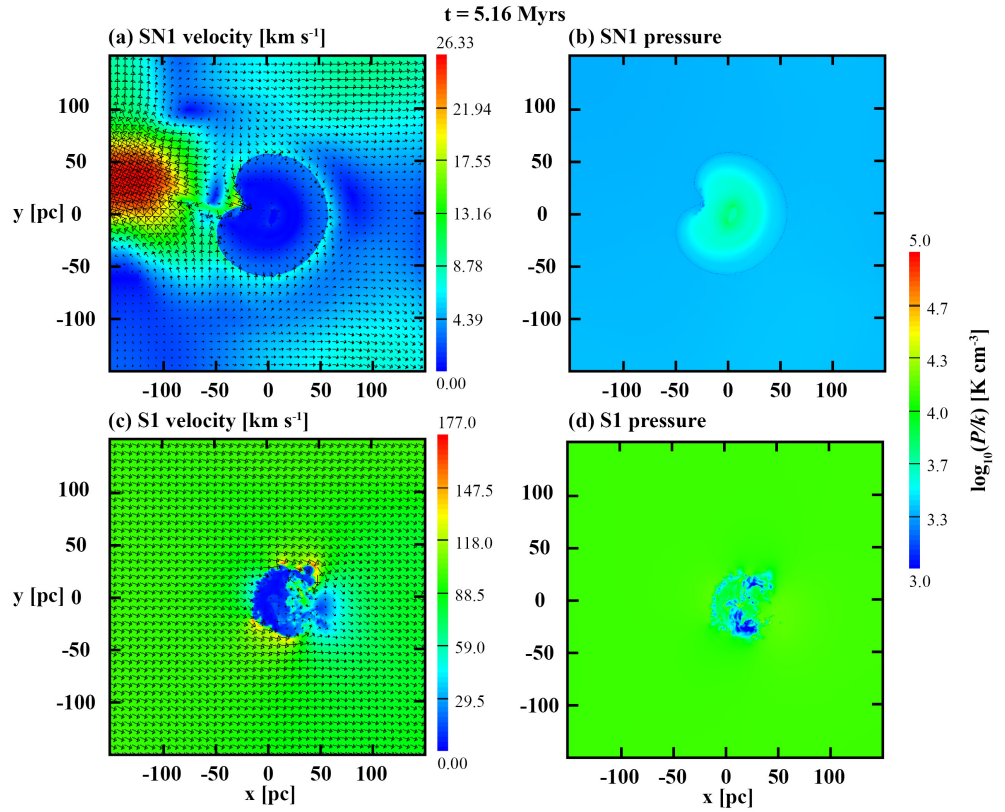 t = 5.16 Myrs
(a) SN1 velocity [km s⁻¹]
26.33
21.94
17.55
13.16
8.78
4.39
0.00
y [pc]
100
50
0
-50
-100
-100 -50 0 50 100
(b) SN1 pressure
100
50
0
-50
-100
-100 -50 0 50 100
(c) S1 velocity [km s⁻¹]
177.0
147.5
118.0
88.5
59.0
29.5
0.00
y [pc]
100
50
0
-50
-100
-100 -50 0 50 100
x [pc]
(d) S1 pressure
100
50
0
-50
-100
-100 -50 0 50 100
x [pc]
5.0
4.7
4.3
4.0
3.7
3.3
3.0
log₁₀(P/k) [K cm⁻³]